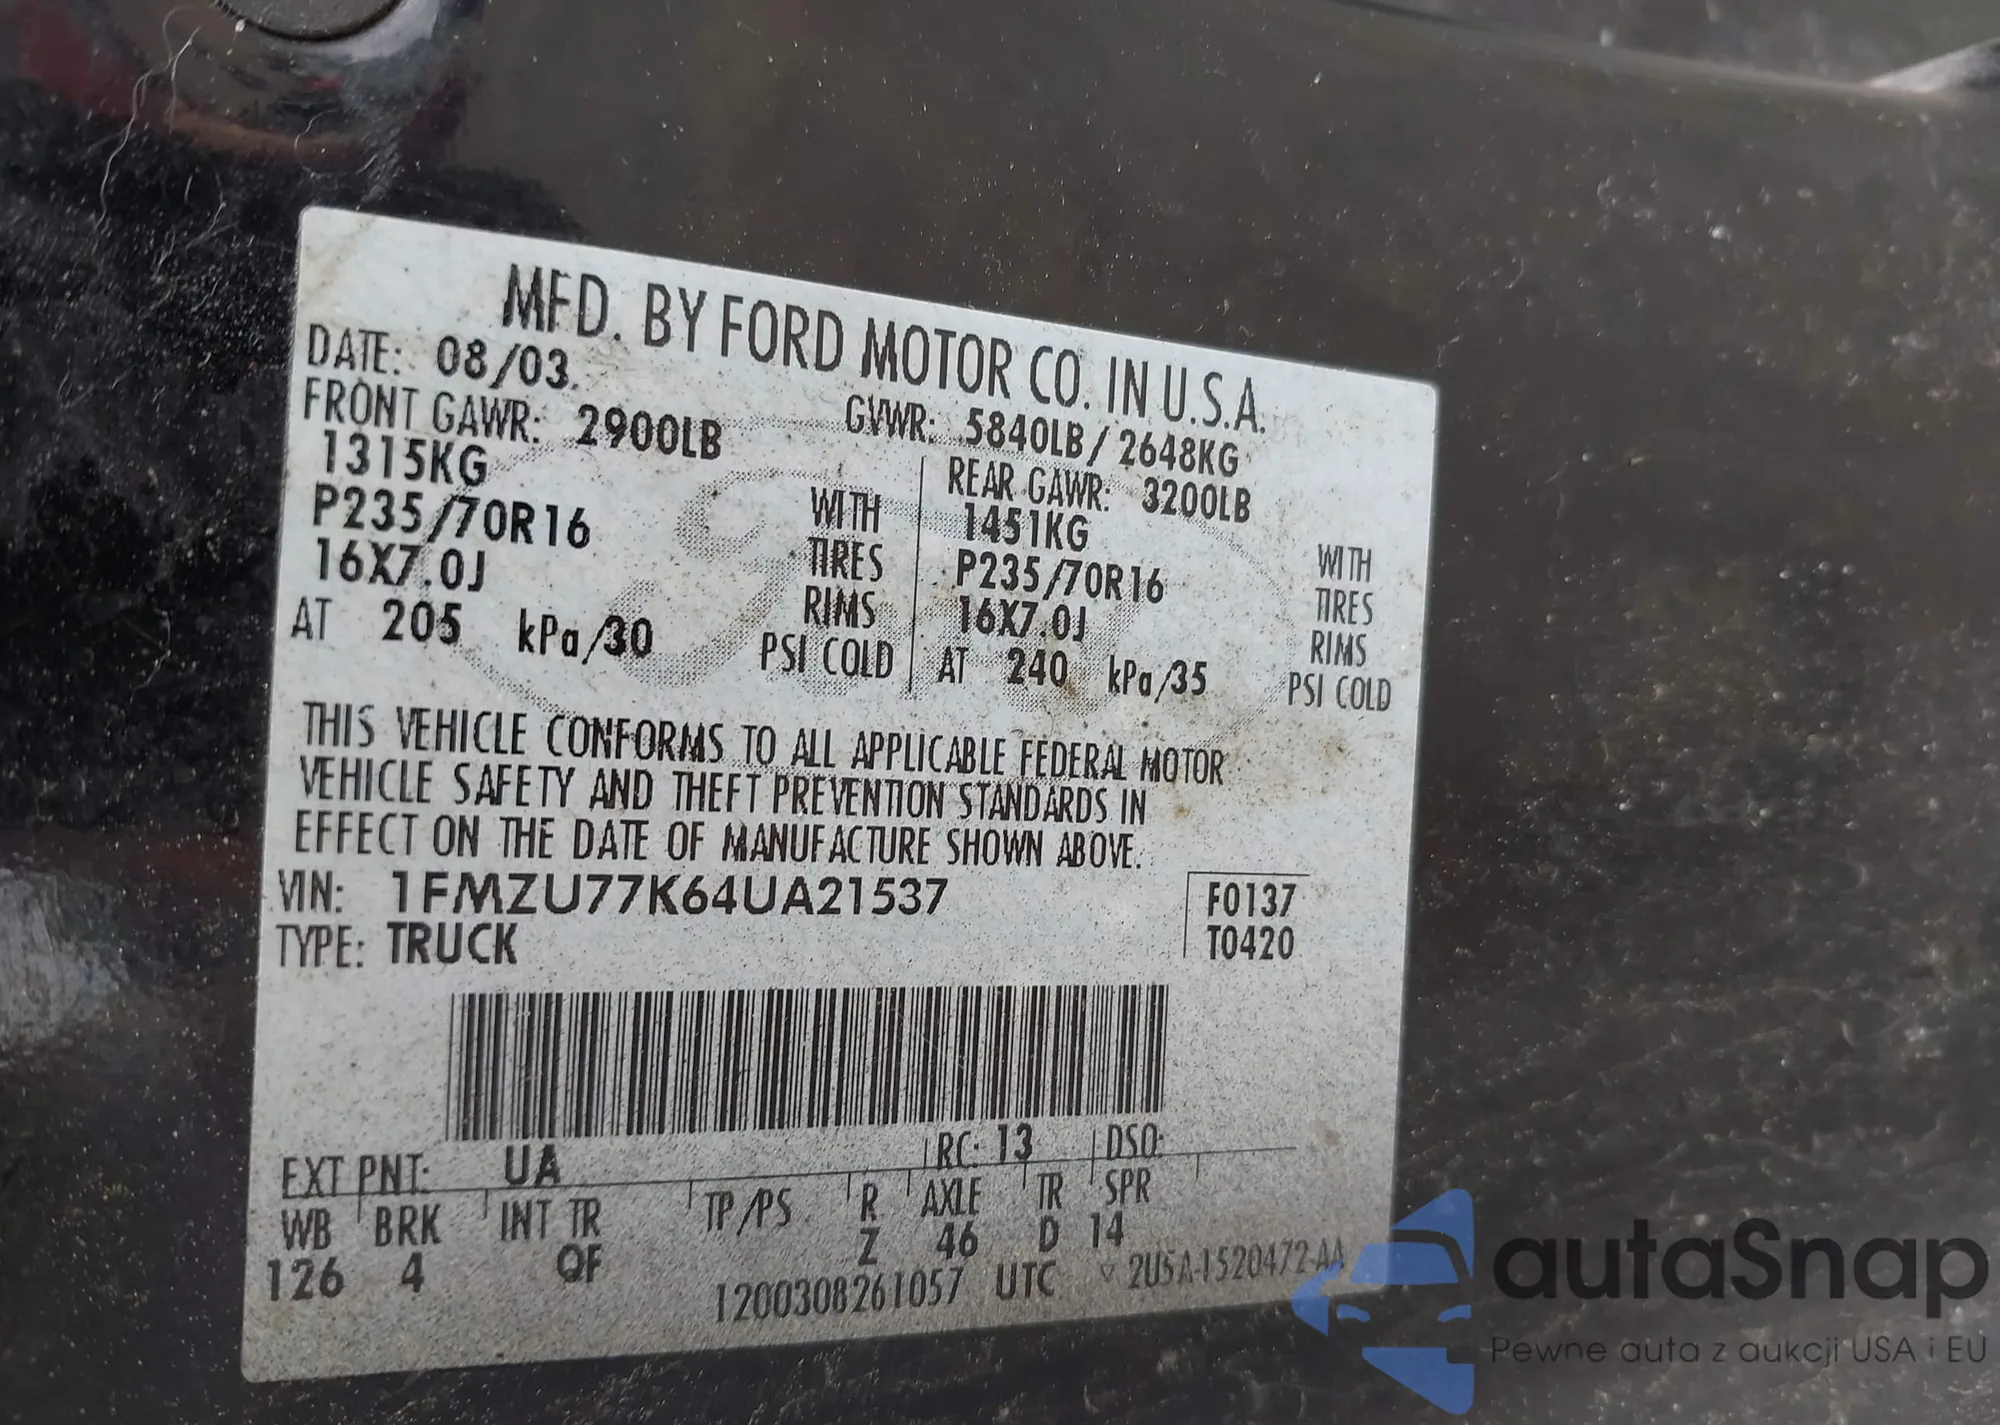 MFD. BY FORD MOTOR CO. IN U.S.A.
DATE: 08/03. GVWR: 5840LB / 2648KG
FRONT GAWR: 2900LB REAR GAWR: 3200LB
1315KG WITH 1451KG WITH
P235/70R16 TIRES P235/70R16 TIRES
16X7.0J RIMS 16X7.0J RIMS
AT 205 kPa/30 PSI COLD AT 240 kPa/35 PSI COLD
THIS VEHICLE CONFORMS TO ALL APPLICABLE FEDERAL MOTOR
VEHICLE SAFETY AND THEFT PREVENTION STANDARDS IN
EFFECT ON THE DATE OF MANUFACTURE SHOWN ABOVE.
VIN: 1FMZU77K64UA21537 F0137
TYPE: TRUCK T0420
EXT PNT: UA RC: 13 DSO:
WB BRK INT TR TP/PS R AXLE TR SPR
126 4 QF Z 46 D 14
1200308261057 UTC ▽ 2U5A-1520472-AA
autaSnap
Pewne auta z aukcji USA i EU